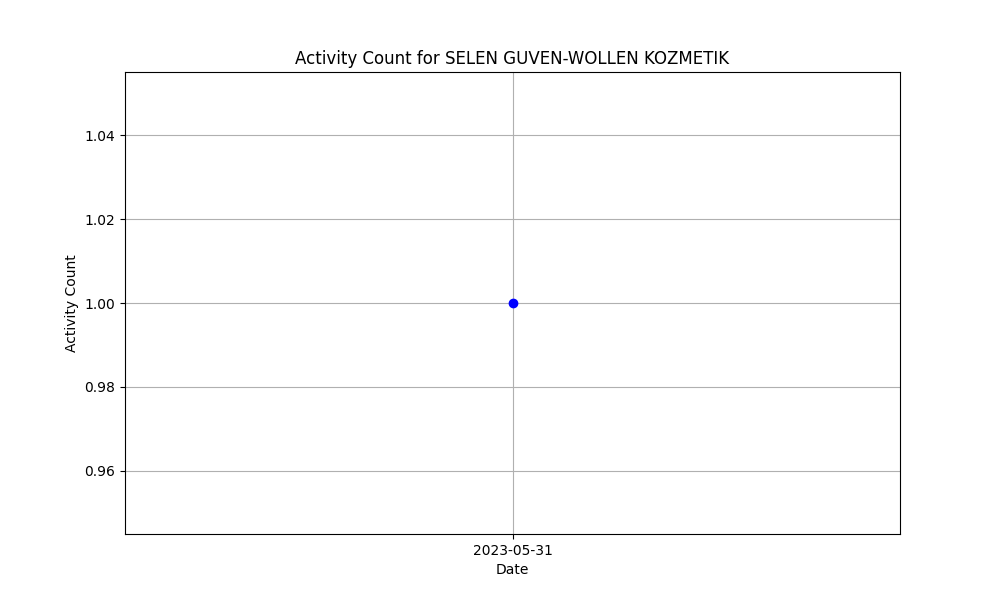 Activity Count for SELEN GUVEN-WOLLEN KOZMETIK
1.04
1.02
1.00
0.98
0.96
Activity Count
2023-05-31
Date